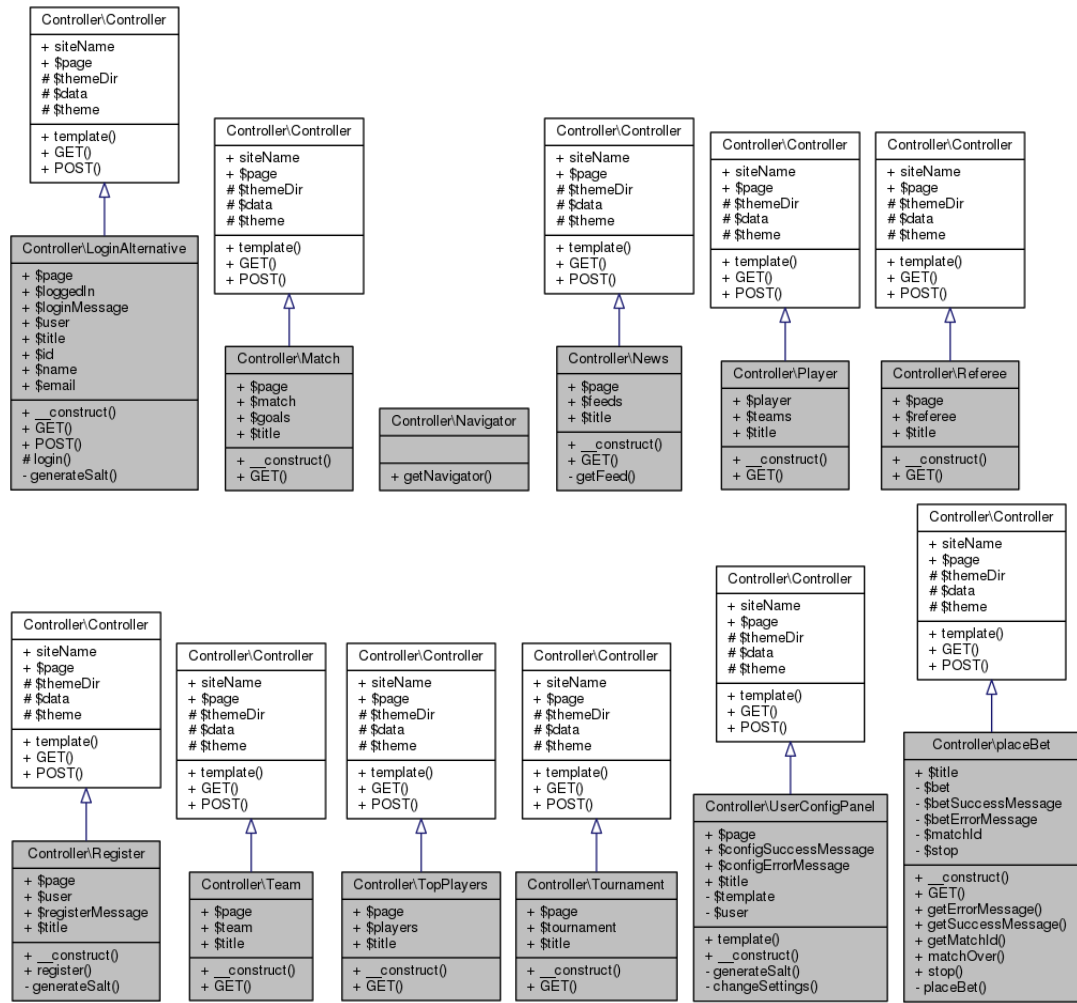 Controller\Controller
+ siteName
+ $page
# $themeDir
# $data
# $theme
+ template()
+ GET()
+ POST()
Controller\LoginAlternative
+ $page
+ $loggedIn
+ $loginMessage
+ $user
+ $title
+ $id
+ $name
+ $email
+ __construct()
+ GET()
+ POST()
# login()
- generateSalt()
Controller\Controller
+ siteName
+ $page
# $themeDir
# $data
# $theme
+ template()
+ GET()
+ POST()
Controller\Match
+ $page
+ $match
+ $goals
+ $title
+ __construct()
+ GET()
Controller\Navigator
+ getNavigator()
Controller\Controller
+ siteName
+ $page
# $themeDir
# $data
# $theme
+ template()
+ GET()
+ POST()
Controller\News
+ $page
+ $feeds
+ $title
+ __construct()
+ GET()
- getFeed()
Controller\Controller
+ siteName
+ $page
# $themeDir
# $data
# $theme
+ template()
+ GET()
+ POST()
Controller\Player
+ $player
+ $teams
+ $title
+ __construct()
+ GET()
Controller\Controller
+ siteName
+ $page
# $themeDir
# $data
# $theme
+ template()
+ GET()
+ POST()
Controller\Referee
+ $page
+ $referee
+ $title
+ __construct()
+ GET()
Controller\Controller
+ siteName
+ $page
# $themeDir
# $data
# $theme
+ template()
+ GET()
+ POST()
Controller\Register
+ $page
+ $user
+ $registerMessage
+ $title
+ __construct()
+ register()
- generateSalt()
Controller\Controller
+ siteName
+ $page
# $themeDir
# $data
# $theme
+ template()
+ GET()
+ POST()
Controller\Team
+ $page
+ $team
+ $title
+ __construct()
+ GET()
Controller\Controller
+ siteName
+ $page
# $themeDir
# $data
# $theme
+ template()
+ GET()
+ POST()
Controller\TopPlayers
+ $page
+ $players
+ $title
+ __construct()
+ GET()
Controller\Controller
+ siteName
+ $page
# $themeDir
# $data
# $theme
+ template()
+ GET()
+ POST()
Controller\Tournament
+ $page
+ $tournament
+ $title
+ __construct()
+ GET()
Controller\Controller
+ siteName
+ $page
# $themeDir
# $data
# $theme
+ template()
+ GET()
+ POST()
Controller\UserConfigPanel
+ $page
+ $configSuccessMessage
+ $configErrorMessage
+ $title
- $template
- $user
+ template()
+ __construct()
- generateSalt()
- changeSettings()
Controller\Controller
+ siteName
+ $page
# $themeDir
# $data
# $theme
+ template()
+ GET()
+ POST()
Controller\placeBet
+ $title
- $bet
- $betSuccessMessage
- $betErrorMessage
- $matchId
- $stop
+ __construct()
+ GET()
+ getErrorMessage()
+ getSuccessMessage()
+ getMatchId()
+ matchOver()
+ stop()
- placeBet()